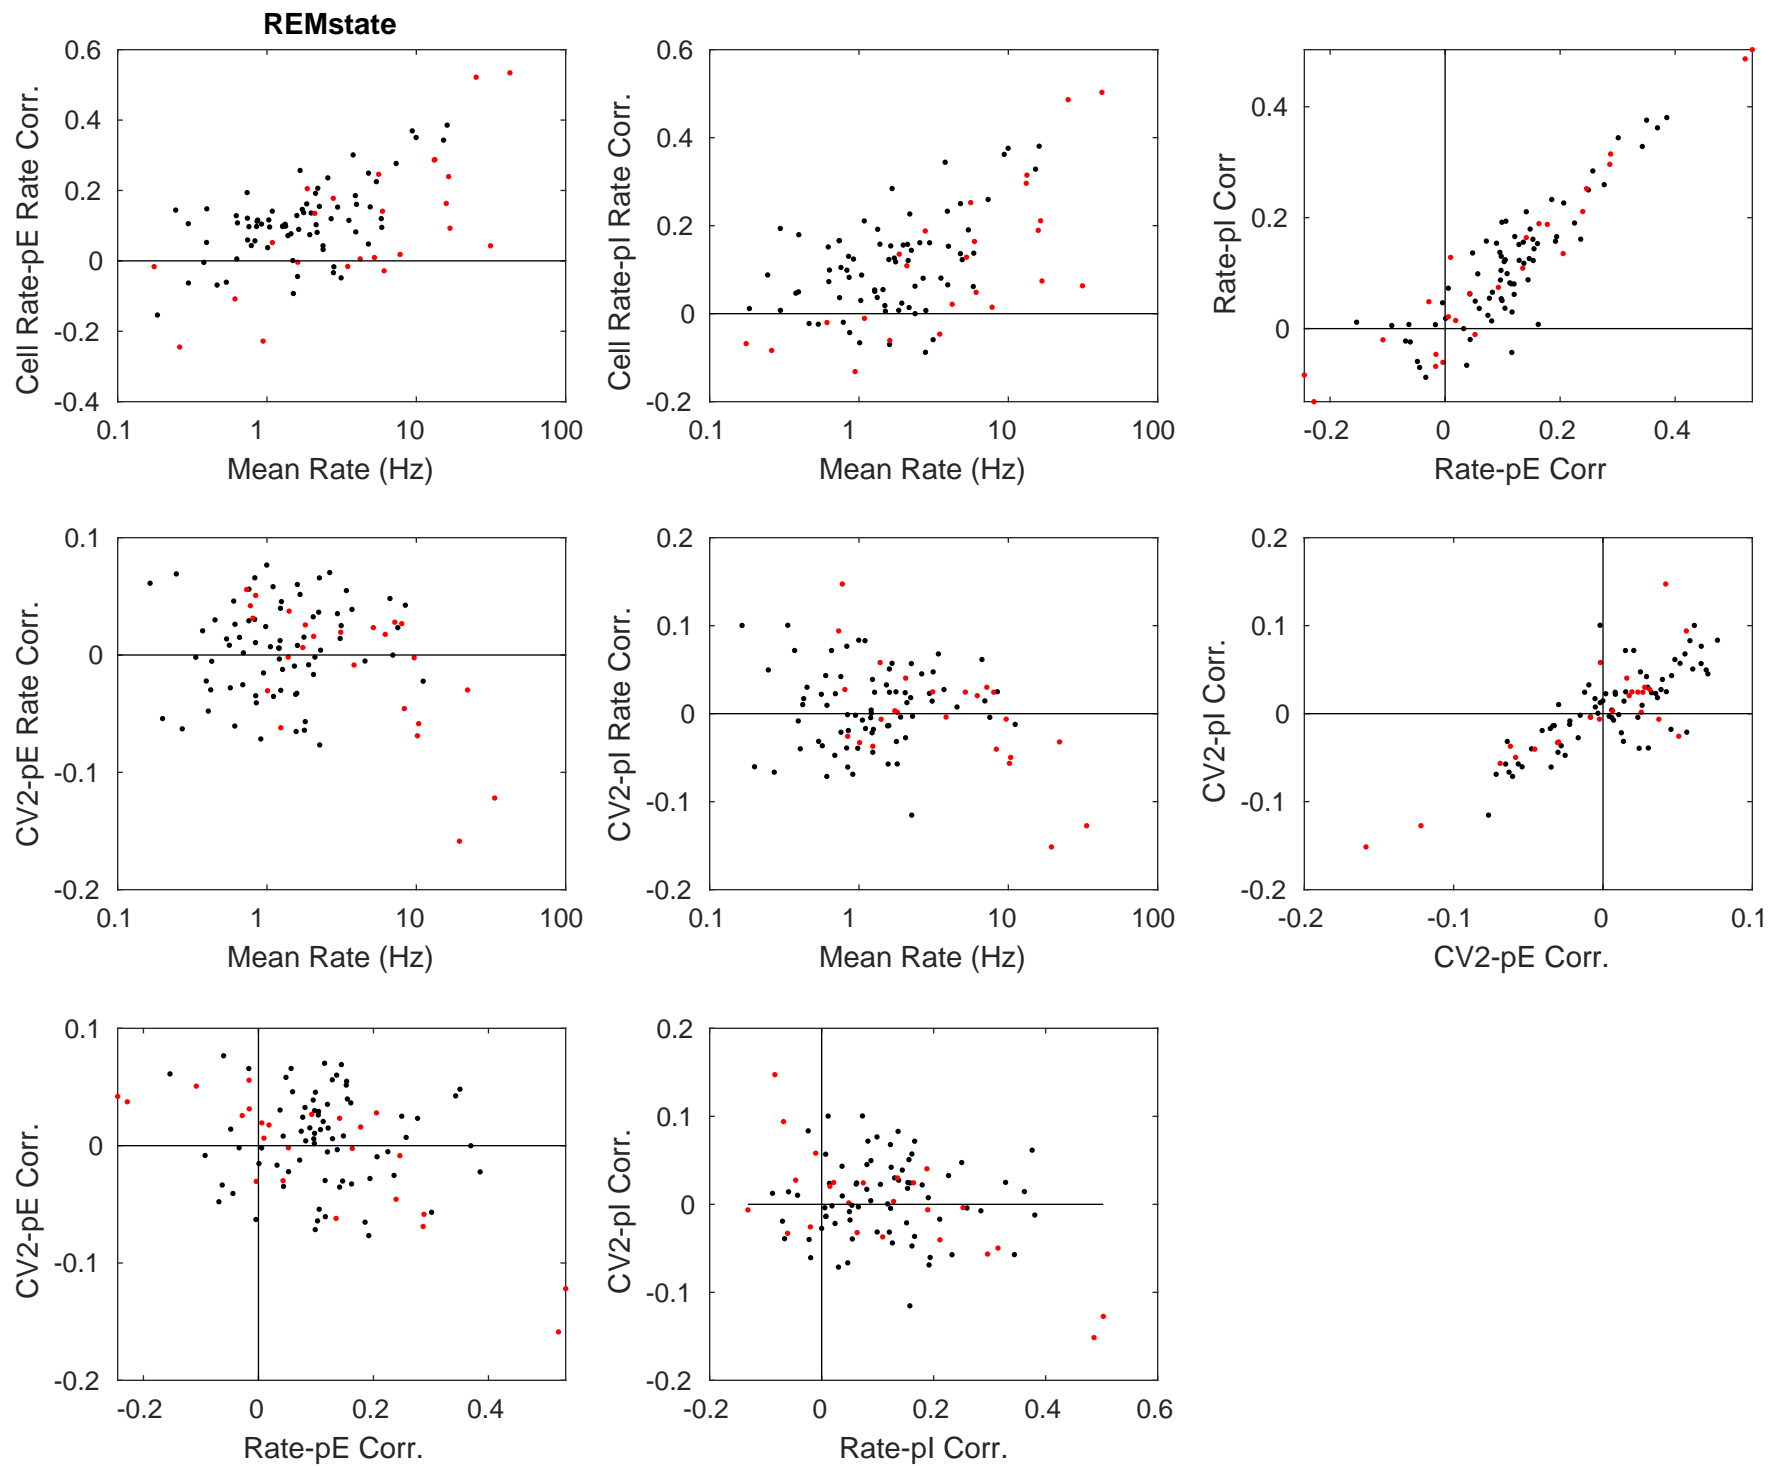 REMstate
0.6
0.4
0.2
0
-0.2
-0.4
Cell Rate-pE Rate Corr.
0.1 1 10 100
Mean Rate (Hz)
0.6
0.4
0.2
0
-0.2
Cell Rate-pI Rate Corr.
0.1 1 10 100
Mean Rate (Hz)
0.4
0.2
0
Rate-pI Corr
-0.2 0 0.2 0.4
Rate-pE Corr
0.1
0
-0.1
-0.2
CV2-pE Rate Corr.
0.1 1 10 100
Mean Rate (Hz)
0.2
0.1
0
-0.1
-0.2
CV2-pI Rate Corr.
0.1 1 10 100
Mean Rate (Hz)
0.2
0.1
0
-0.1
-0.2
CV2-pI Corr.
-0.2 -0.1 0 0.1
CV2-pE Corr.
0.1
0
-0.1
-0.2
CV2-pE Corr.
-0.2 0 0.2 0.4
Rate-pE Corr.
0.2
0.1
0
-0.1
-0.2
CV2-pI Corr.
-0.2 0 0.2 0.4 0.6
Rate-pI Corr.